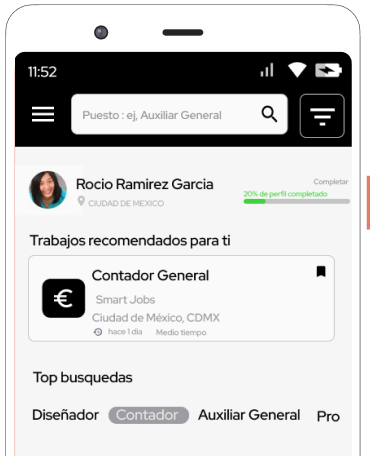 11:52
Puesto : ej, Auxiliar General
Rocio Ramirez Garcia
Completar
20% de perfil completado
CIUDAD DE MEXICO
Trabajos recomendados para ti
Contador General
Smart Jobs
Ciudad de México, CDMX
hace 1 dia Medio tiempo
Top busquedas
Diseñador Contador Auxiliar General Pro